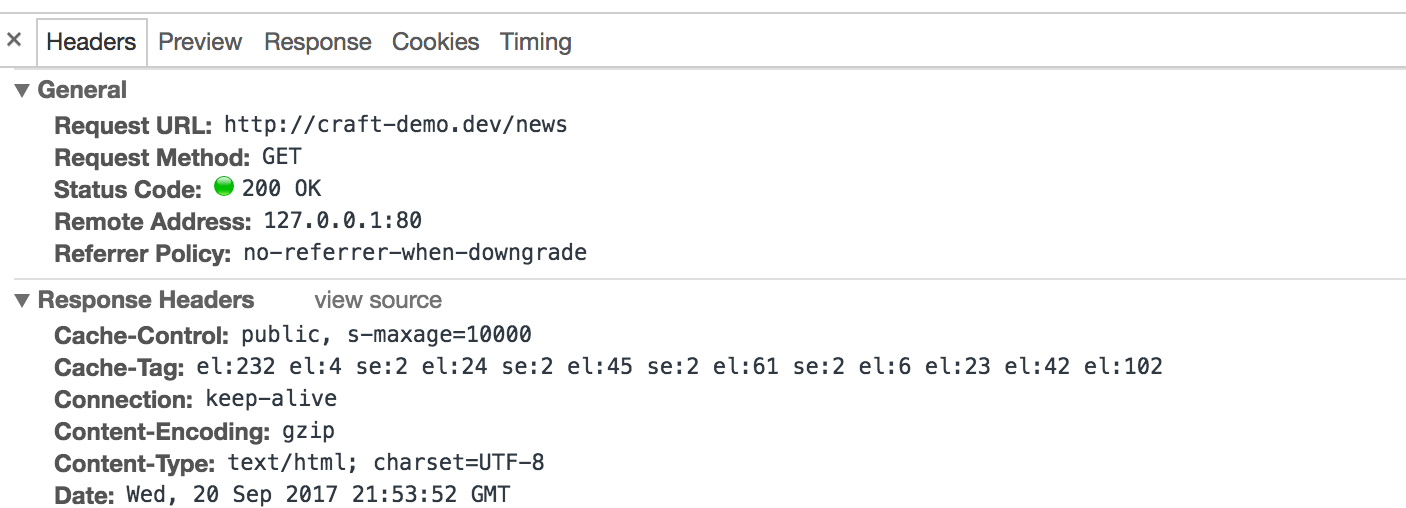 × Headers Preview Response Cookies Timing
▼ General
Request URL: http://craft-demo.dev/news
Request Method: GET
Status Code: 200 OK
Remote Address: 127.0.0.1:80
Referrer Policy: no-referrer-when-downgrade
▼ Response Headers view source
Cache-Control: public, s-maxage=10000
Cache-Tag: el:232 el:4 se:2 el:24 se:2 el:45 se:2 el:61 se:2 el:6 el:23 el:42 el:102
Connection: keep-alive
Content-Encoding: gzip
Content-Type: text/html; charset=UTF-8
Date: Wed, 20 Sep 2017 21:53:52 GMT